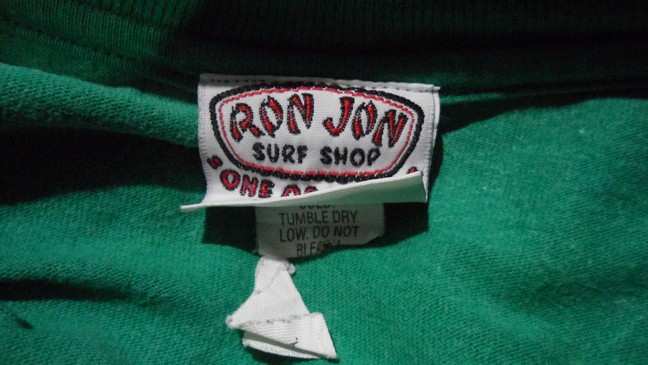 RON JON
SURF SHOP
ONE
TUMBLE DRY
LOW. DO NOT